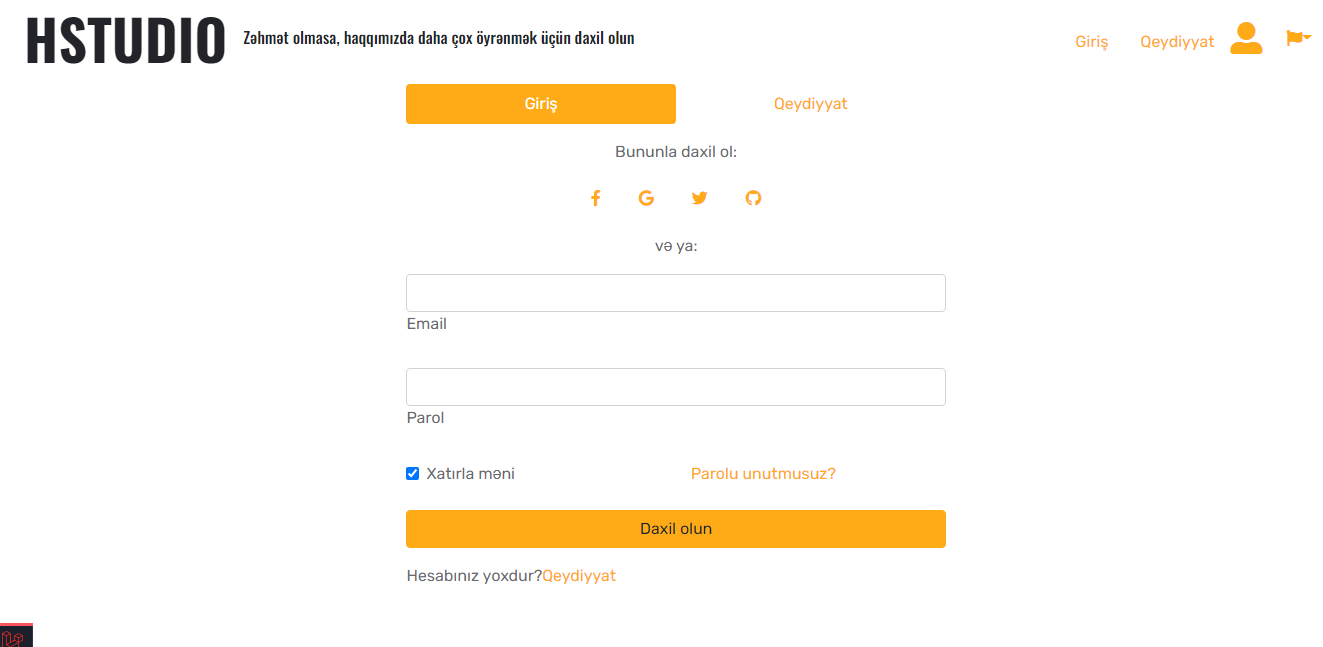 HSTUDIO Zəhmət olmasa, haqqımızda daha çox öyrənmək üçün daxil olun Giriş Qeydiyyat
Giriş Qeydiyyat
Bununla daxil ol:
və ya:
Email
Parol
Xatırla məni Parolu unutmusuz?
Daxil olun
Hesabınız yoxdur?Qeydiyyat